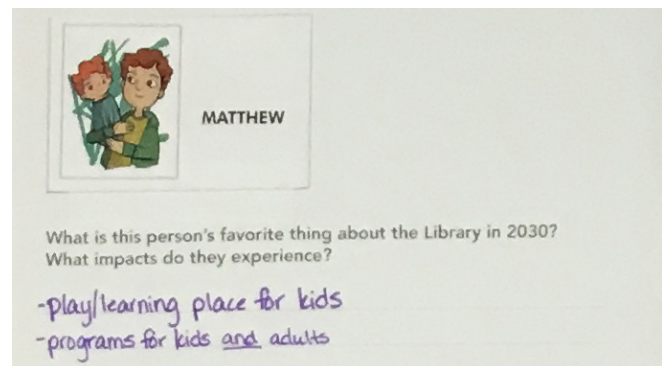 MATTHEW
What is this person's favorite thing about the Library in 2030?
What impacts do they experience?
-play/learning place for kids
-programs for kids and adults